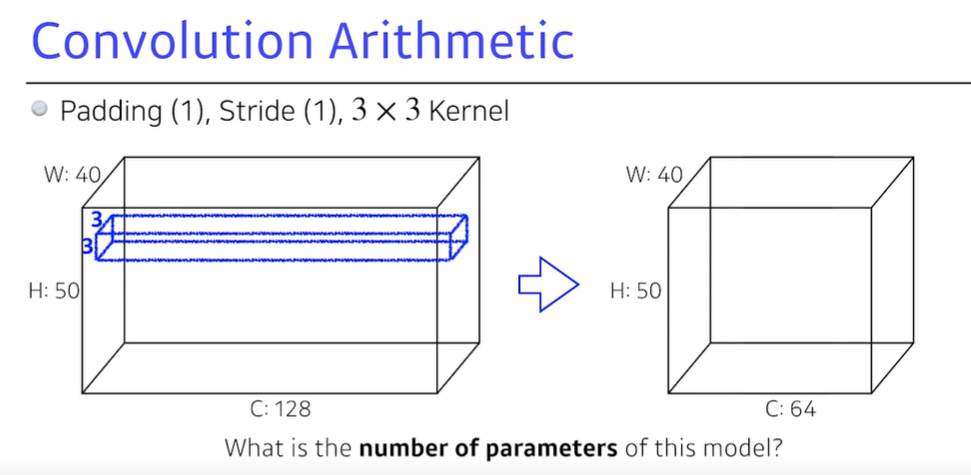 Convolution Arithmetic
Padding (1), Stride (1), 3 × 3 Kernel
W: 40
3
3
H: 50
C: 128
W: 40
H: 50
C: 64
What is the number of parameters of this model?